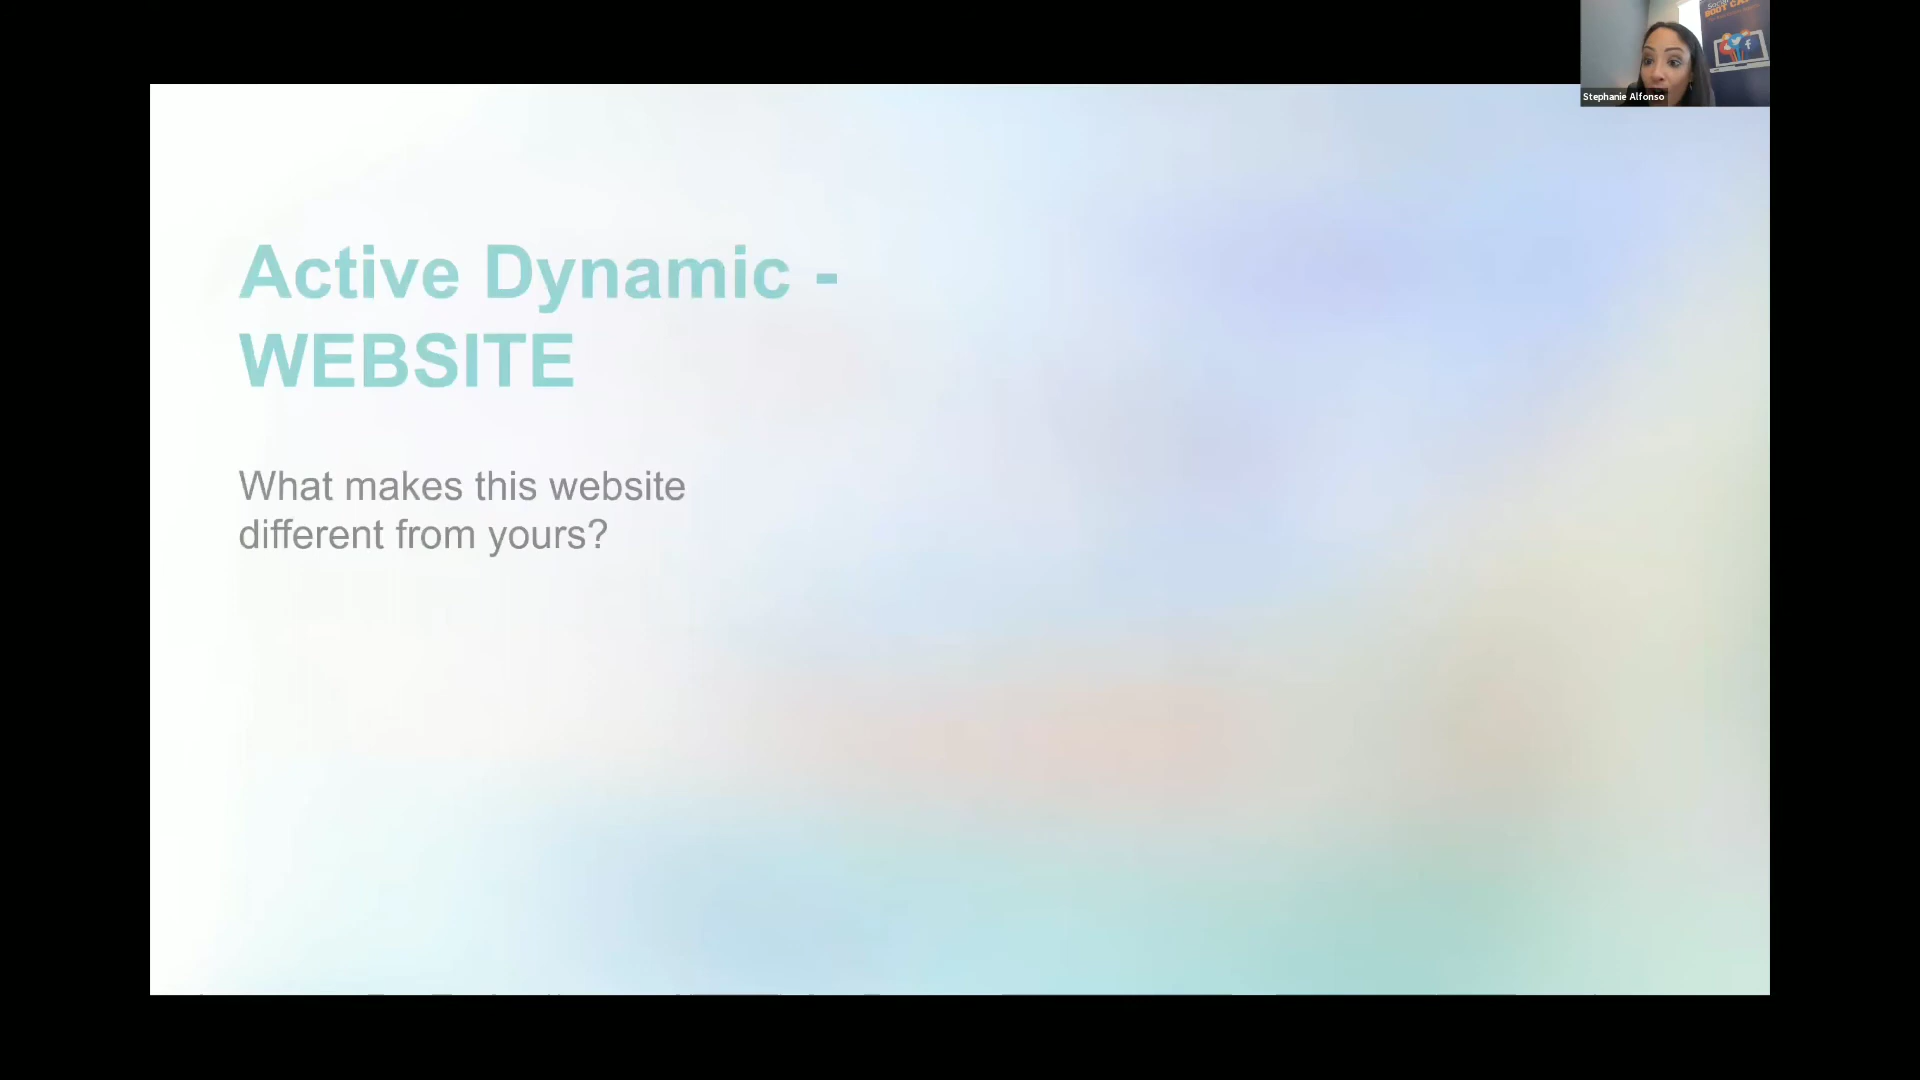 Active Dynamic -
WEBSITE
What makes this website
different from yours?
Stephanie Alfonso